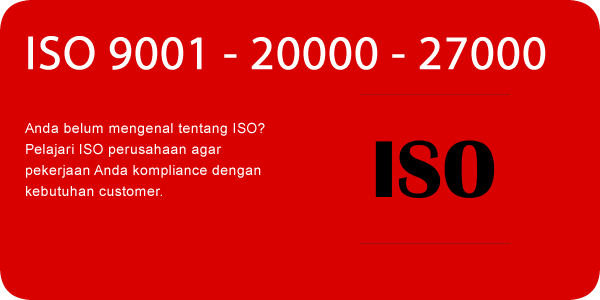 ISO 9001 - 20000 - 27000
Anda belum mengenal tentang ISO?
Pelajari ISO perusahaan agar
pekerjaan Anda kompliance dengan
kebutuhan customer.
ISO